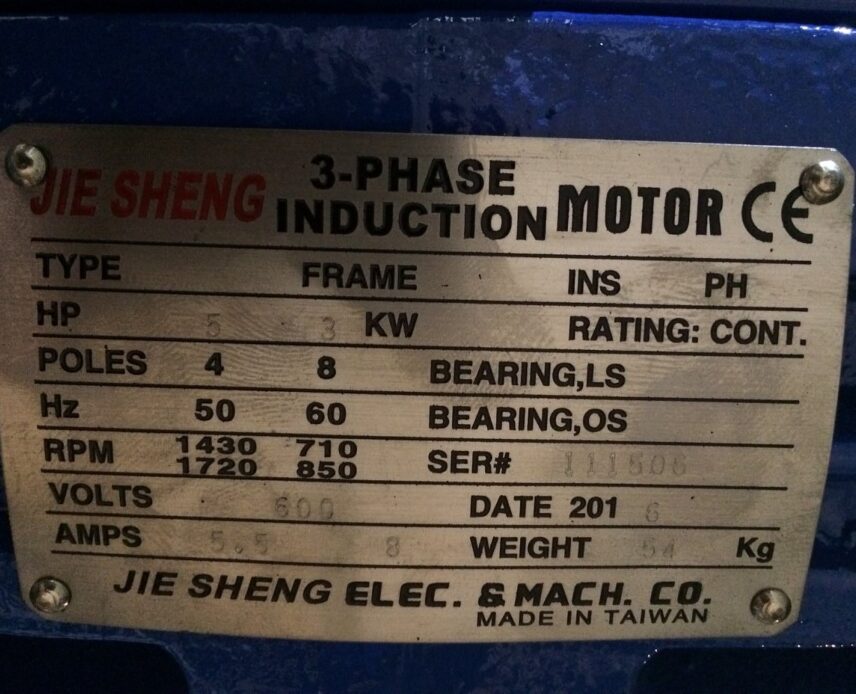 JIE SHENG 3-PHASE INDUCTION MOTOR CE
TYPE FRAME INS PH
HP 5 3 KW RATING: CONT.
POLES 4 8 BEARING,LS
Hz 50 60 BEARING,OS
RPM 1430 710 SER# 111506
1720 850
VOLTS 600 DATE 201 6
AMPS 5.5 8 WEIGHT 54 Kg
JIE SHENG ELEC. & MACH. CO.
MADE IN TAIWAN